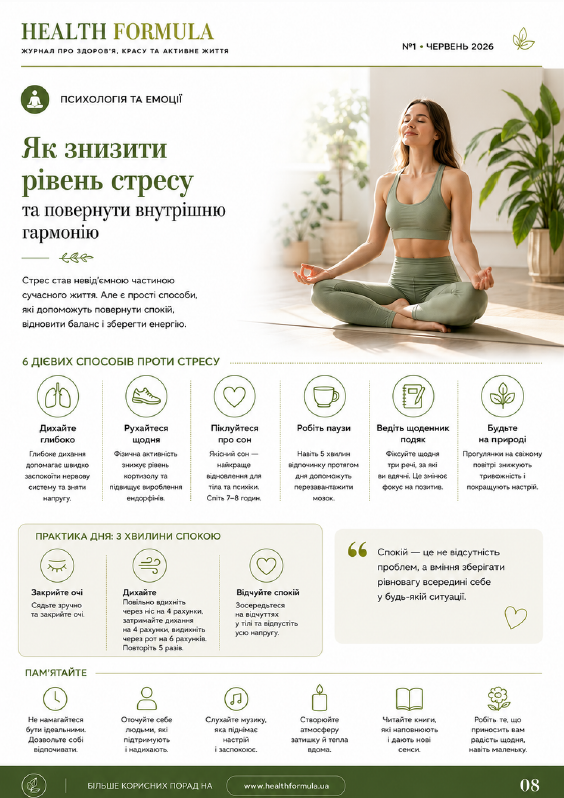 HEALTH FORMULA
ЖУРНАЛ ПРО ЗДОРОВ'Я, КРАСУ ТА АКТИВНЕ ЖИТТЯ
№1 • ЧЕРВЕНЬ 2026
ПСИХОЛОГІЯ ТА ЕМОЦІЇ
Як знизити
рівень стресу
та повернути внутрішню
гармонію
Стрес став невід'ємною частиною
сучасного життя. Але є прості способи,
які допоможуть повернути спокій,
відновити баланс і зберегти енергію.
6 ДІЄВИХ СПОСОБІВ ПРОТИ СТРЕСУ
Дихайте
глибоко
Глибоке дихання
допомагає швидко
заспокоїти нервову
систему та зняти
напругу.
Рухайтеся
щодня
Фізична активність
знижує рівень
кортизолу та
підвищує вироблення
ендорфінів.
Піклуйтеся
про сон
Якісний сон —
найкраще
відновлення для
тіла та психіки.
Спіть 7–8 годин.
Робіть паузи
Навіть 5 хвилин
відпочинку протягом
дня допоможуть
перезавантажити
мозок.
Ведіть щоденник
подяк
Фіксуйте щодня
три речі, за які
ви вдячні. Це змінює
фокус на позитив.
Будьте
на природі
Прогулянки на свіжому
повітрі знижують
тривожність і
покращують настрій.
ПРАКТИКА ДНЯ: 3 ХВИЛИНИ СПОКОЮ
Закрийте очі
Сядьте зручно
та закрийте очі.
Дихайте
Повільно вдихніть
через ніс на 4 рахунки,
затримайте дихання
на 4 рахунки, видихніть
через рот на 6 рахунків.
Повторіть 5 разів.
Відчуйте спокій
Зосередьтеся
на відчуттях
у тілі та відпустіть
усю напругу.
Спокій — це не відсутність
проблем, а вміння зберігати
рівновагу всередині себе
у будь-якій ситуації.
ПАМ'ЯТАЙТЕ
Не намагайтеся
бути ідеальними.
Дозвольте собі
відпочивати.
Оточуйте себе
людьми, які
підтримують
і надихають.
Слухайте музику,
яка піднімає
настрій
і заспокоює.
Створюйте
атмосферу
затишку й тепла
вдома.
Читайте книги,
які наповнюють
і дають нові
сенси.
Робіть те, що
приносить вам
радість щодня,
навіть маленьку.
БІЛЬШЕ КОРИСНИХ ПОРАД НА
www.healthformula.ua
08